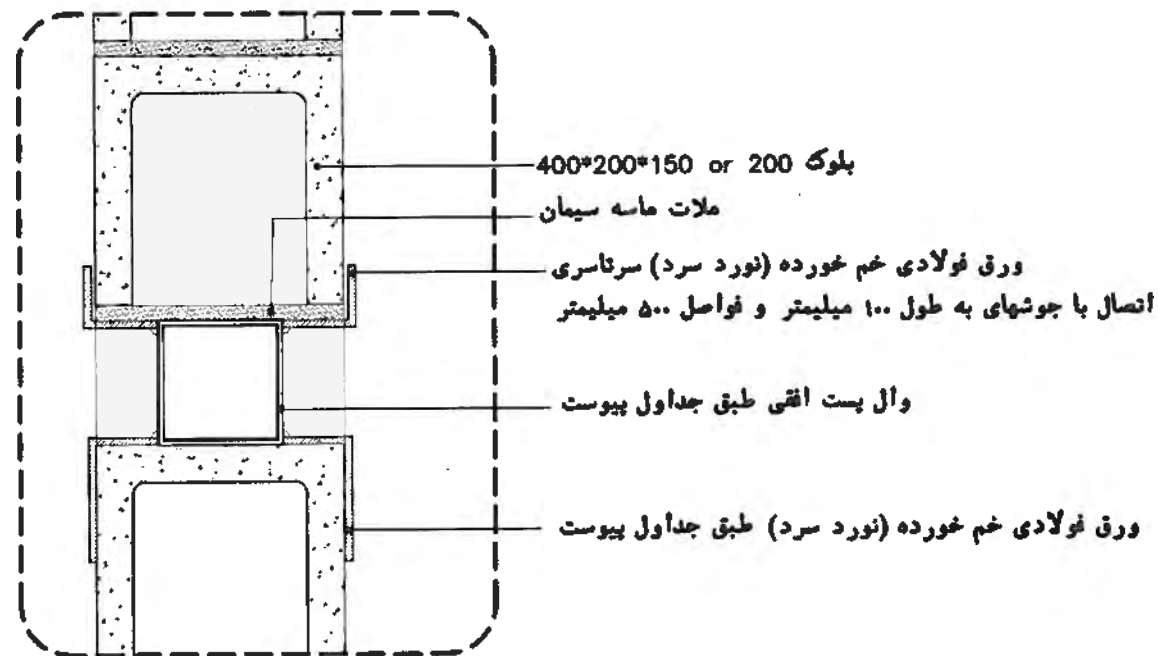 بلوک 400*200*150 or 200
ملات ماسه سیمان
ورق فولادی خم خورده (نورد سرد) سرتاسری
اتصال با جوشهای به طول ۱۰۰ میلیمتر و فواصل ۵۰۰ میلیمتر
وال پست افقی طبق جداول پیوست
ورق فولادی خم خورده (نورد سرد) طبق جداول پیوست